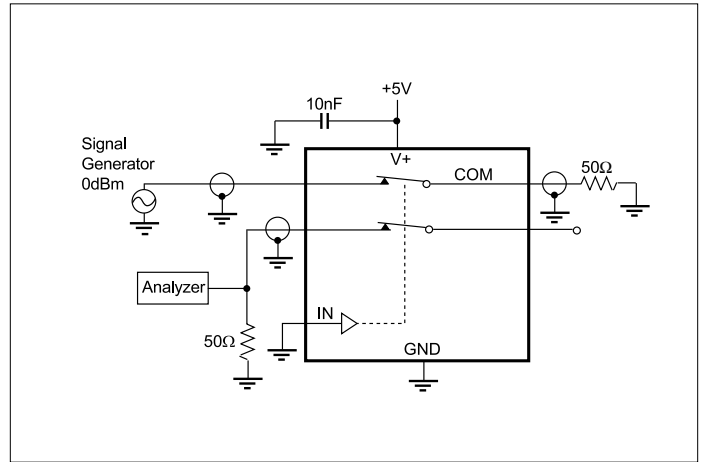 +5V
10nF
Signal
Generator
0dBm
V+
COM
50Ω
Analyzer
IN
50Ω
GND